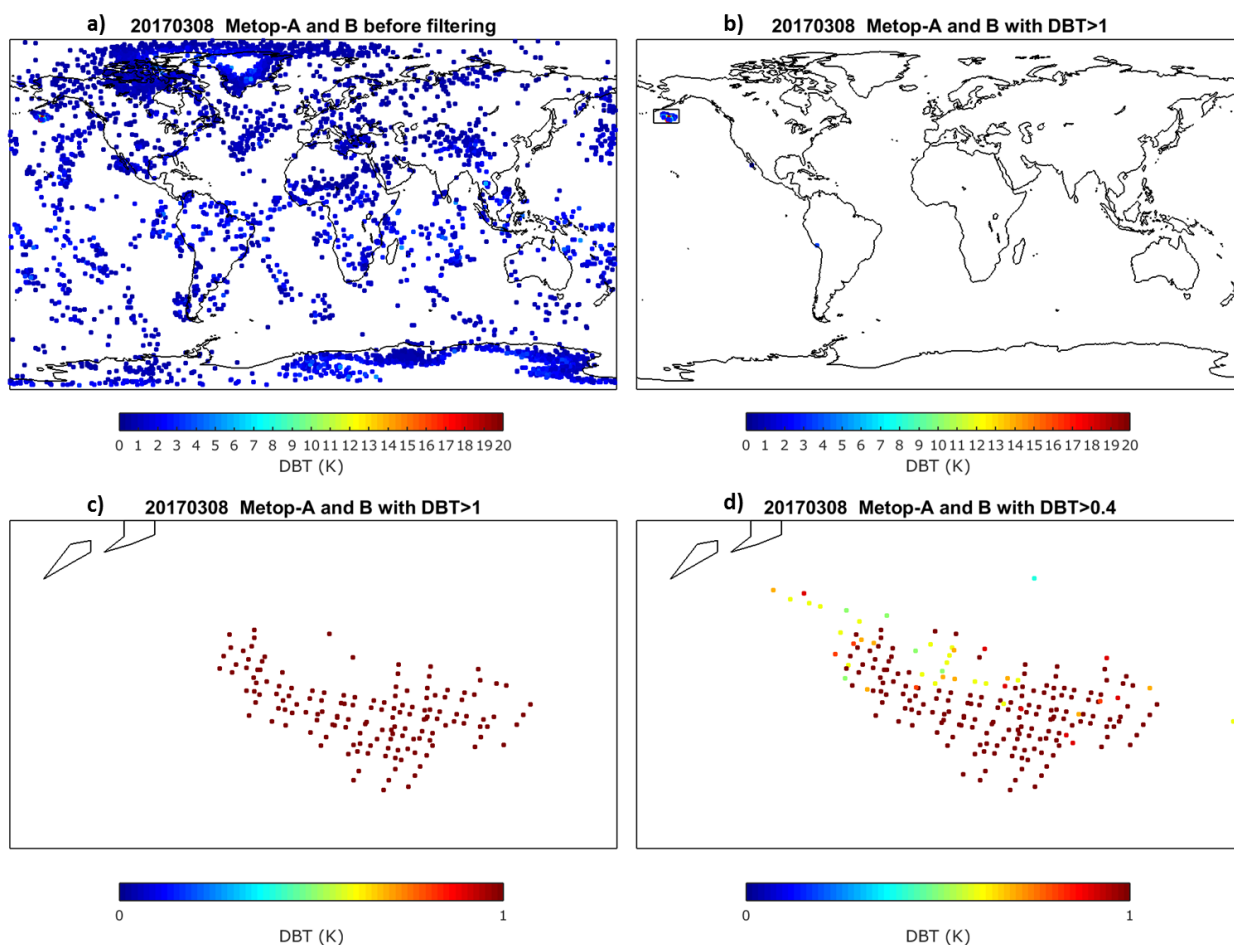 a)
20170308 Metop-A and B before filtering
b)
20170308 Metop-A and B with DBT>1
0 1 2 3 4 5 6 7 8 9 10 11 12 13 14 15 16 17 18 19 20
DBT (K)
0 1 2 3 4 5 6 7 8 9 10 11 12 13 14 15 16 17 18 19 20
DBT (K)
c)
20170308 Metop-A and B with DBT>1
d)
20170308 Metop-A and B with DBT>0.4
0 1
DBT (K)
0 1
DBT (K)